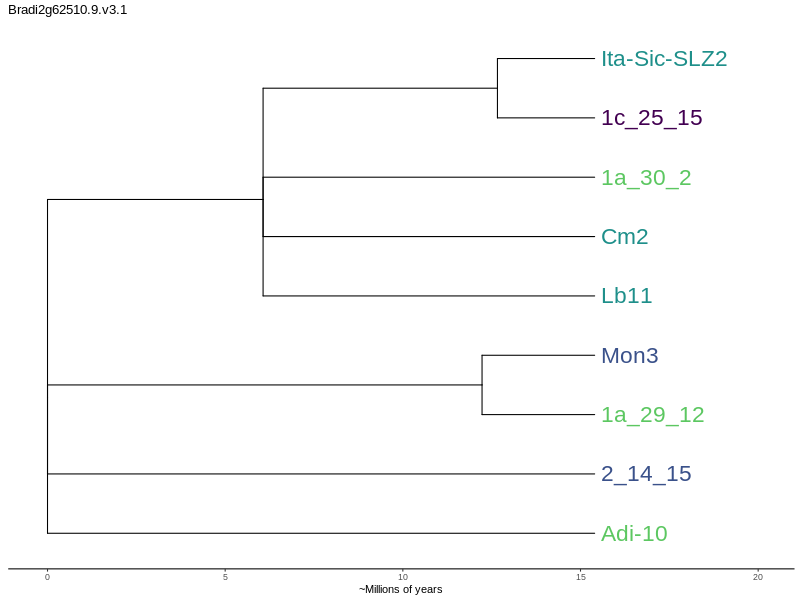 Bradi2g62510.9.v3.1
Ita-Sic-SLZ2
1c_25_15
1a_30_2
Cm2
Lb11
Mon3
1a_29_12
2_14_15
Adi-10
0 5 10 15 20
~Millions of years